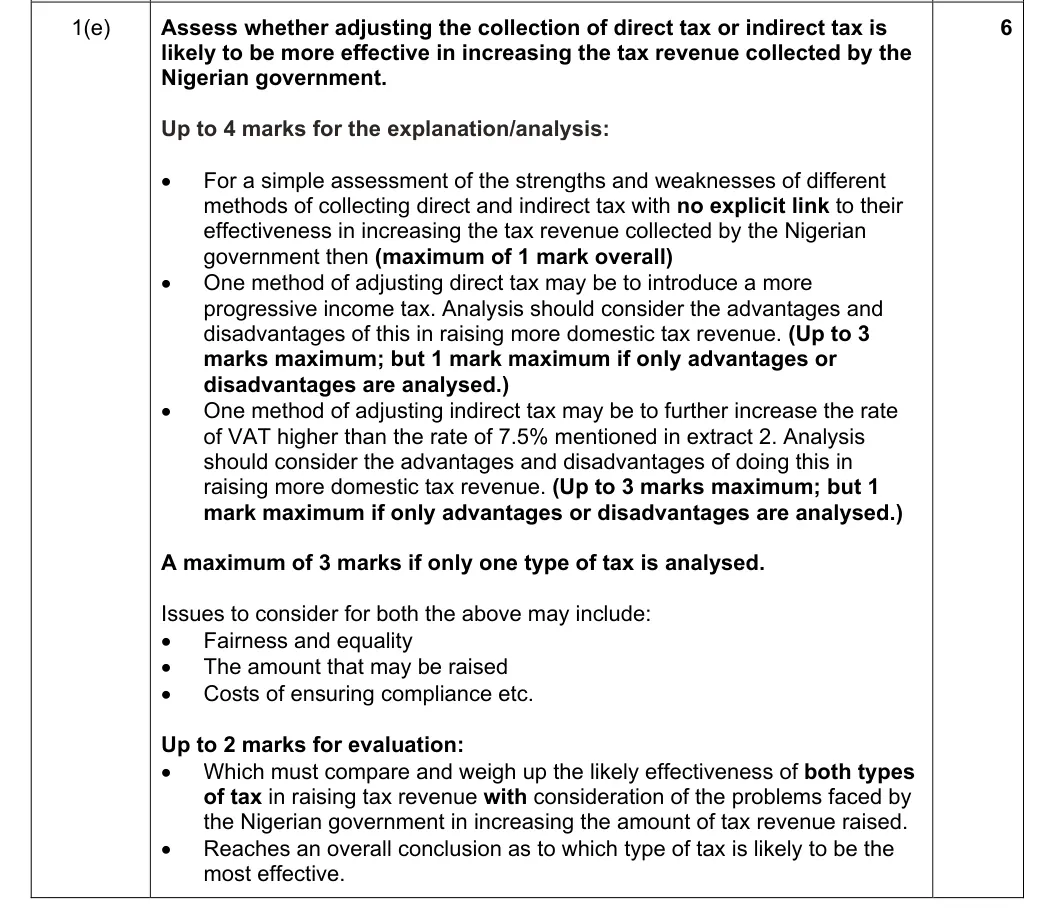 1(e)
Assess whether adjusting the collection of direct tax or indirect tax is
likely to be more effective in increasing the tax revenue collected by the
Nigerian government.
6
Up to 4 marks for the explanation/analysis:
• For a simple assessment of the strengths and weaknesses of different
methods of collecting direct and indirect tax with no explicit link to their
effectiveness in increasing the tax revenue collected by the Nigerian
government then (maximum of 1 mark overall)
• One method of adjusting direct tax may be to introduce a more
progressive income tax. Analysis should consider the advantages and
disadvantages of this in raising more domestic tax revenue. (Up to 3
marks maximum; but 1 mark maximum if only advantages or
disadvantages are analysed.)
• One method of adjusting indirect tax may be to further increase the rate
of VAT higher than the rate of 7.5% mentioned in extract 2. Analysis
should consider the advantages and disadvantages of doing this in
raising more domestic tax revenue. (Up to 3 marks maximum; but 1
mark maximum if only advantages or disadvantages are analysed.)
A maximum of 3 marks if only one type of tax is analysed.
Issues to consider for both the above may include:
• Fairness and equality
• The amount that may be raised
• Costs of ensuring compliance etc.
Up to 2 marks for evaluation:
• Which must compare and weigh up the likely effectiveness of both types
of tax in raising tax revenue with consideration of the problems faced by
the Nigerian government in increasing the amount of tax revenue raised.
• Reaches an overall conclusion as to which type of tax is likely to be the
most effective.